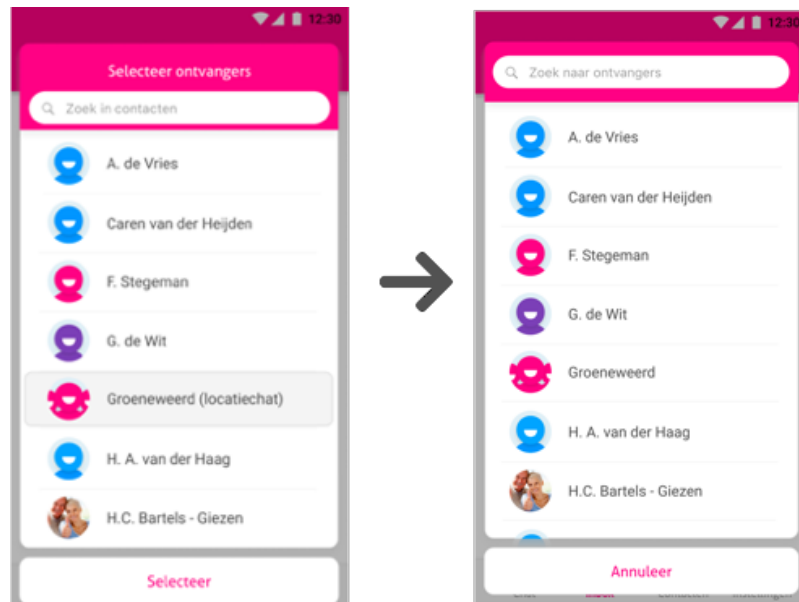 12:30
Selecteer ontvangers
Zoek in contacten
A. de Vries
Caren van der Heijden
F. Stegeman
G. de Wit
Groeneweerd (locatiechat)
H. A. van der Haag
H.C. Bartels - Giezen
Selecteer
12:30
Zoek naar ontvangers
A. de Vries
Caren van der Heijden
F. Stegeman
G. de Wit
Groeneweerd
H. A. van der Haag
H.C. Bartels - Giezen
Annuleer